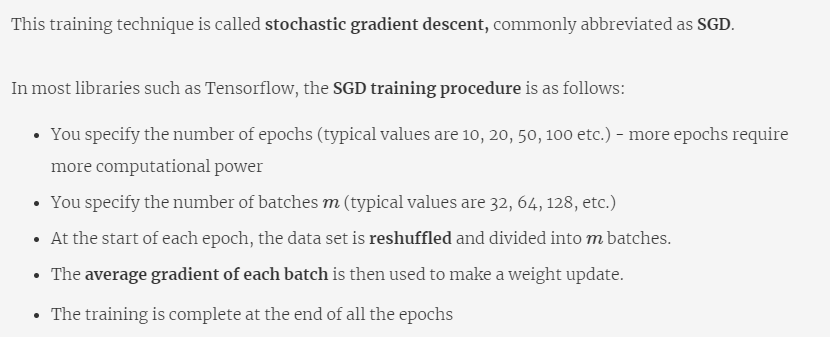 This training technique is called stochastic gradient descent, commonly abbreviated as SGD.
In most libraries such as Tensorflow, the SGD training procedure is as follows:
• You specify the number of epochs (typical values are 10, 20, 50, 100 etc.) - more epochs require
more computational power
• You specify the number of batches m (typical values are 32, 64, 128, etc.)
• At the start of each epoch, the data set is reshuffled and divided into m batches.
• The average gradient of each batch is then used to make a weight update.
• The training is complete at the end of all the epochs